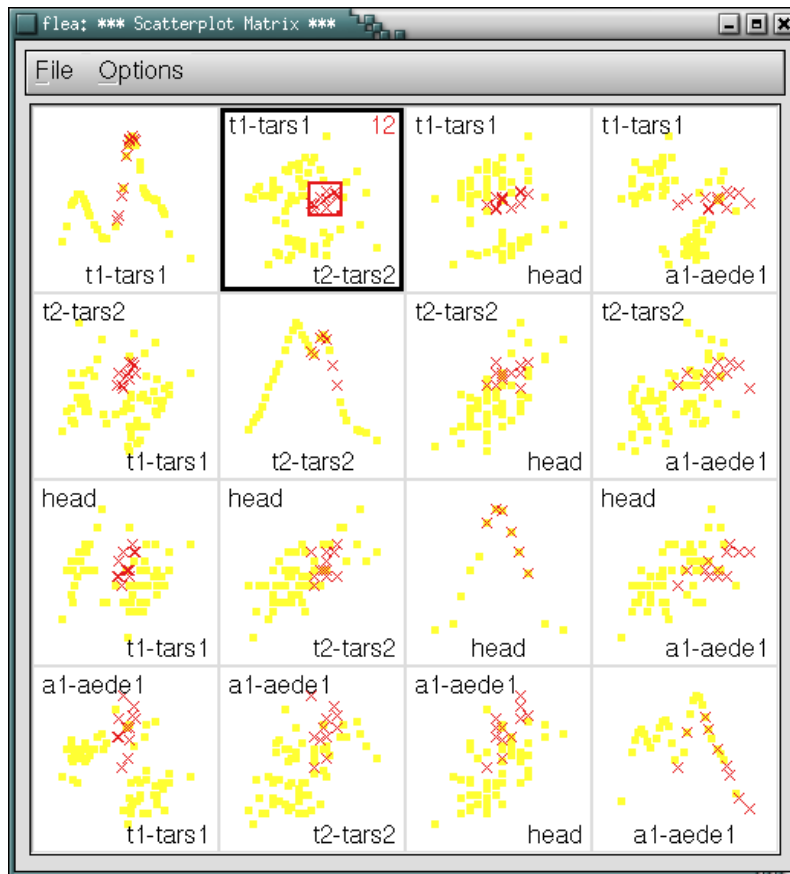 flea: *** Scatterplot Matrix ***
File Options
t1-tars1
t1-tars1 12
t2-tars2
t1-tars1
head
t1-tars1
a1-aede1
t2-tars2
t1-tars1
t2-tars2
t2-tars2
head
t2-tars2
a1-aede1
head
t1-tars1
head
t2-tars2
head
head
a1-aede1
a1-aede1
t1-tars1
a1-aede1
t2-tars2
a1-aede1
head
a1-aede1